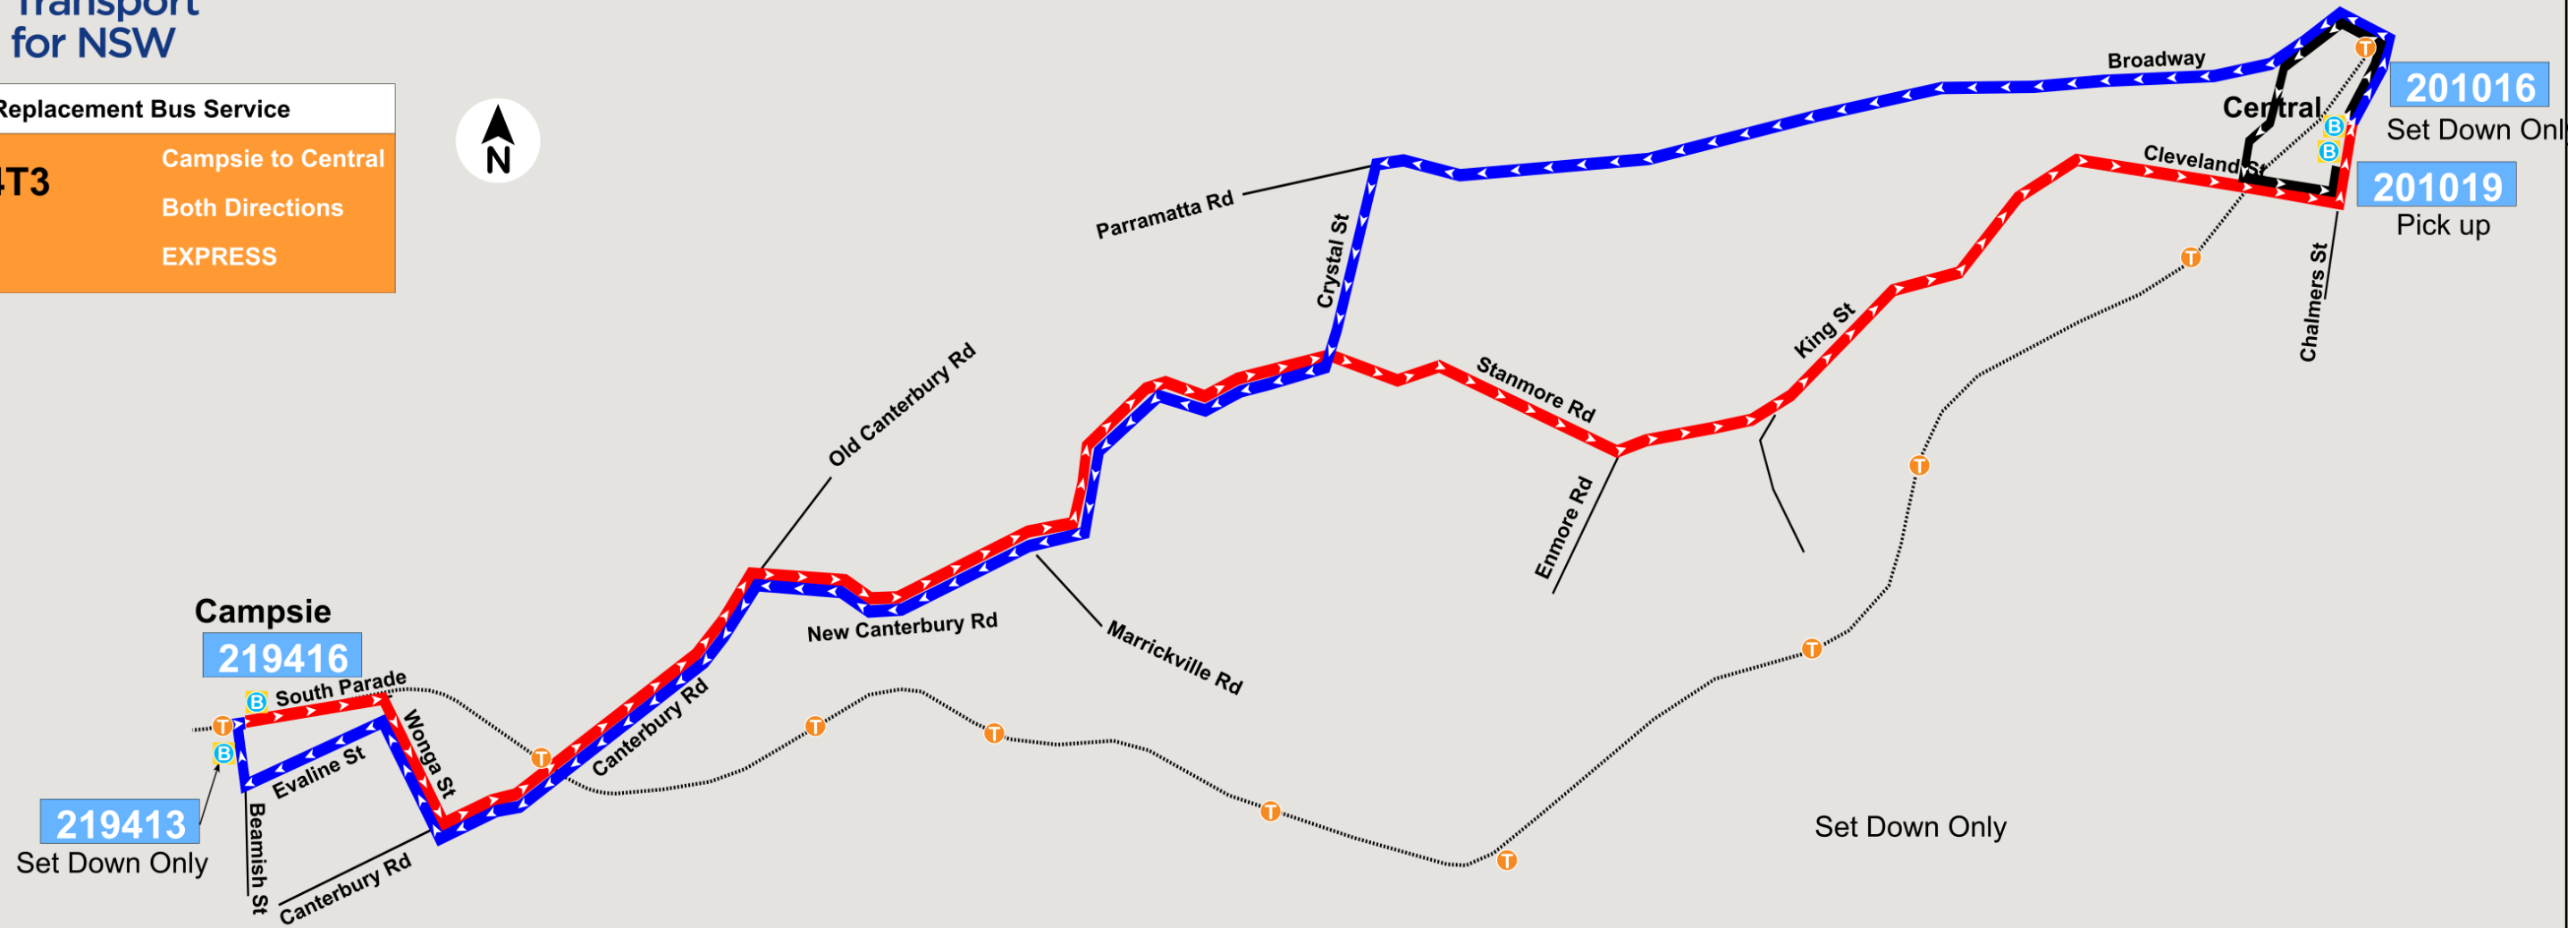 Transport
for NSW
Replacement Bus Service
Campsie to Central
T3
Both Directions
EXPRESS
N
Broadway
Central
201016
Set Down Only
Cleveland St
201019
Pick up
Chalmers St
Parramatta Rd
Crystal St
King St
Stanmore Rd
Enmore Rd
Old Canterbury Rd
New Canterbury Rd
Marrickville Rd
Campsie
219416
South Parade
Wonga St
Evaline St
Canterbury Rd
219413
Set Down Only
Beamish St
Canterbury Rd
Set Down Only
B
B
B
B
T
T
T
T
T
T
T
T
T
T